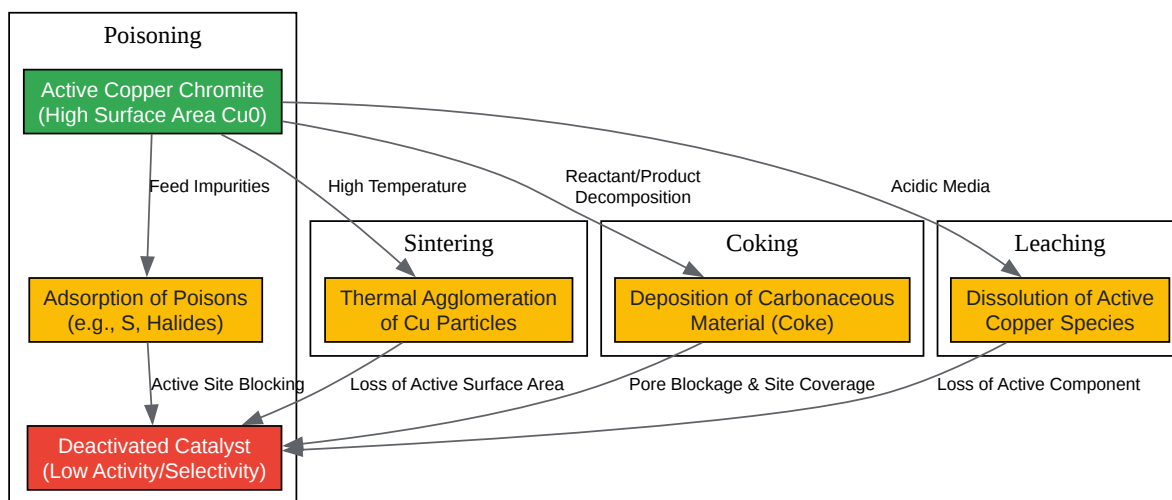 Poisoning
Active Copper Chromite
(High Surface Area Cu0)
Feed Impurities
High Temperature
Reactant/Product
Decomposition
Acidic Media
Sintering
Coking
Leaching
Adsorption of Poisons
(e.g., S, Halides)
Thermal Agglomeration
of Cu Particles
Deposition of Carbonaceous
Material (Coke)
Dissolution of Active
Copper Species
Active Site Blocking
Loss of Active Surface Area
Pore Blockage & Site Coverage
Loss of Active Component
Deactivated Catalyst
(Low Activity/Selectivity)